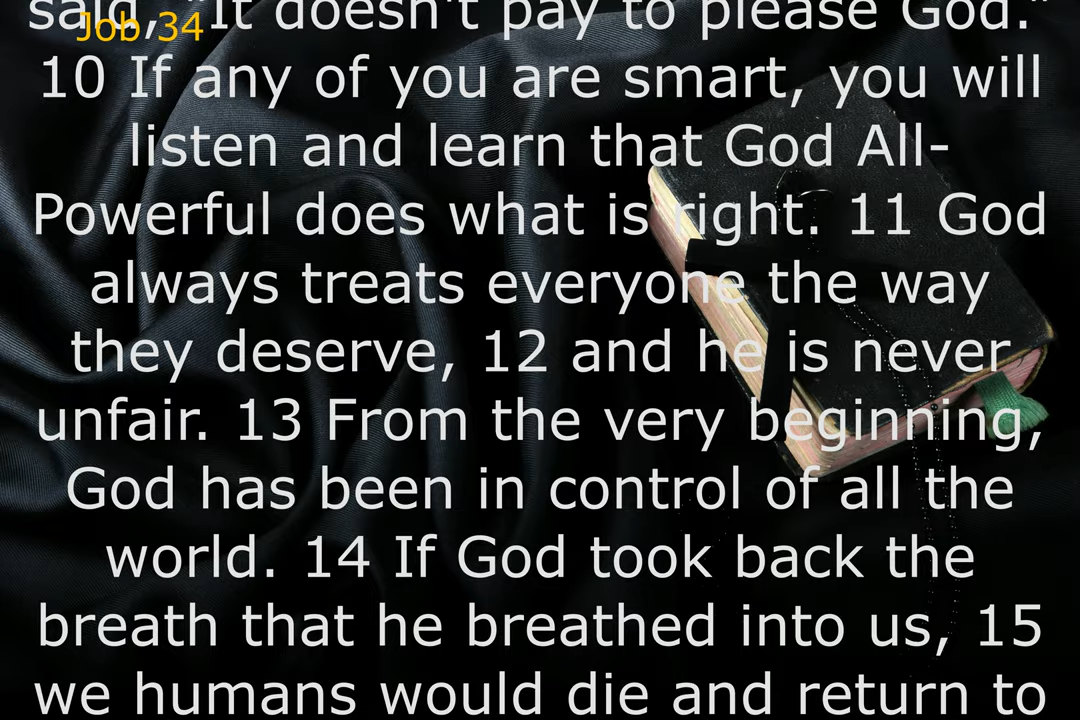 said, "It doesn't pay to please God."
Job 34
10 If any of you are smart, you will
listen and learn that God All-
Powerful does what is right. 11 God
always treats everyone the way
they deserve, 12 and he is never
unfair. 13 From the very beginning,
God has been in control of all the
world. 14 If God took back the
breath that he breathed into us, 15
we humans would die and return to